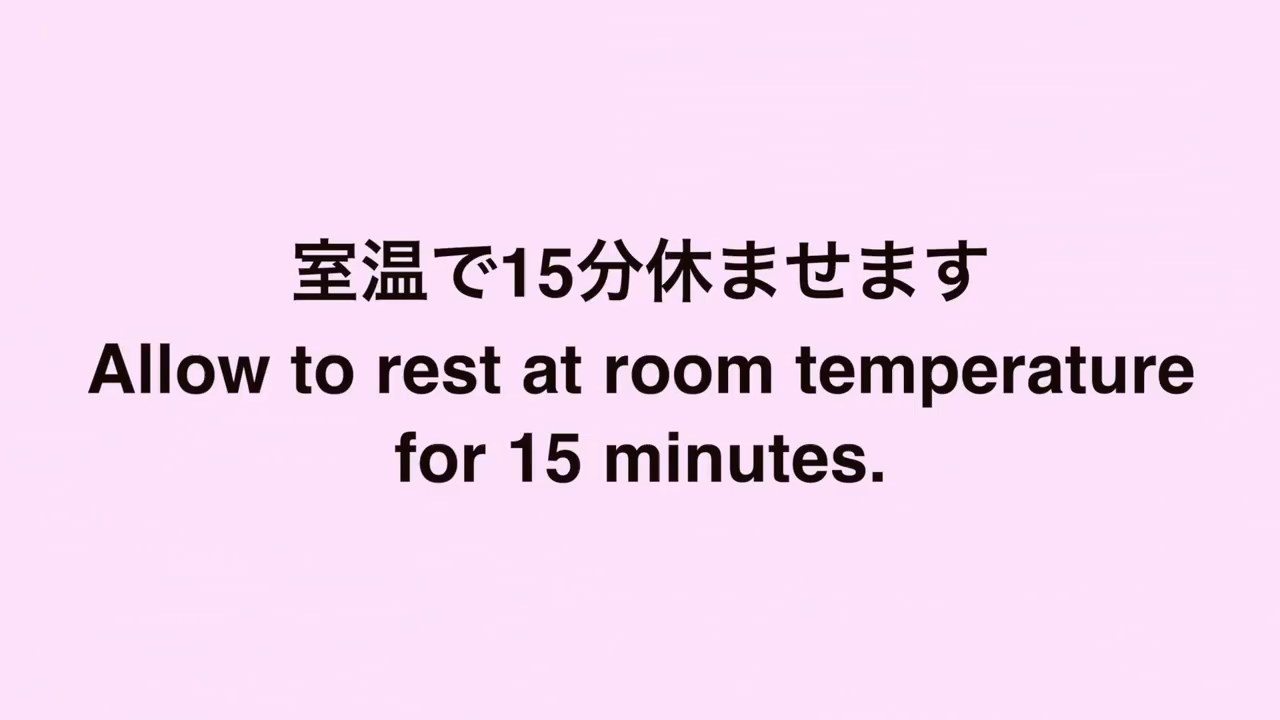 室温で15分休ませます
Allow to rest at room temperature
for 15 minutes.